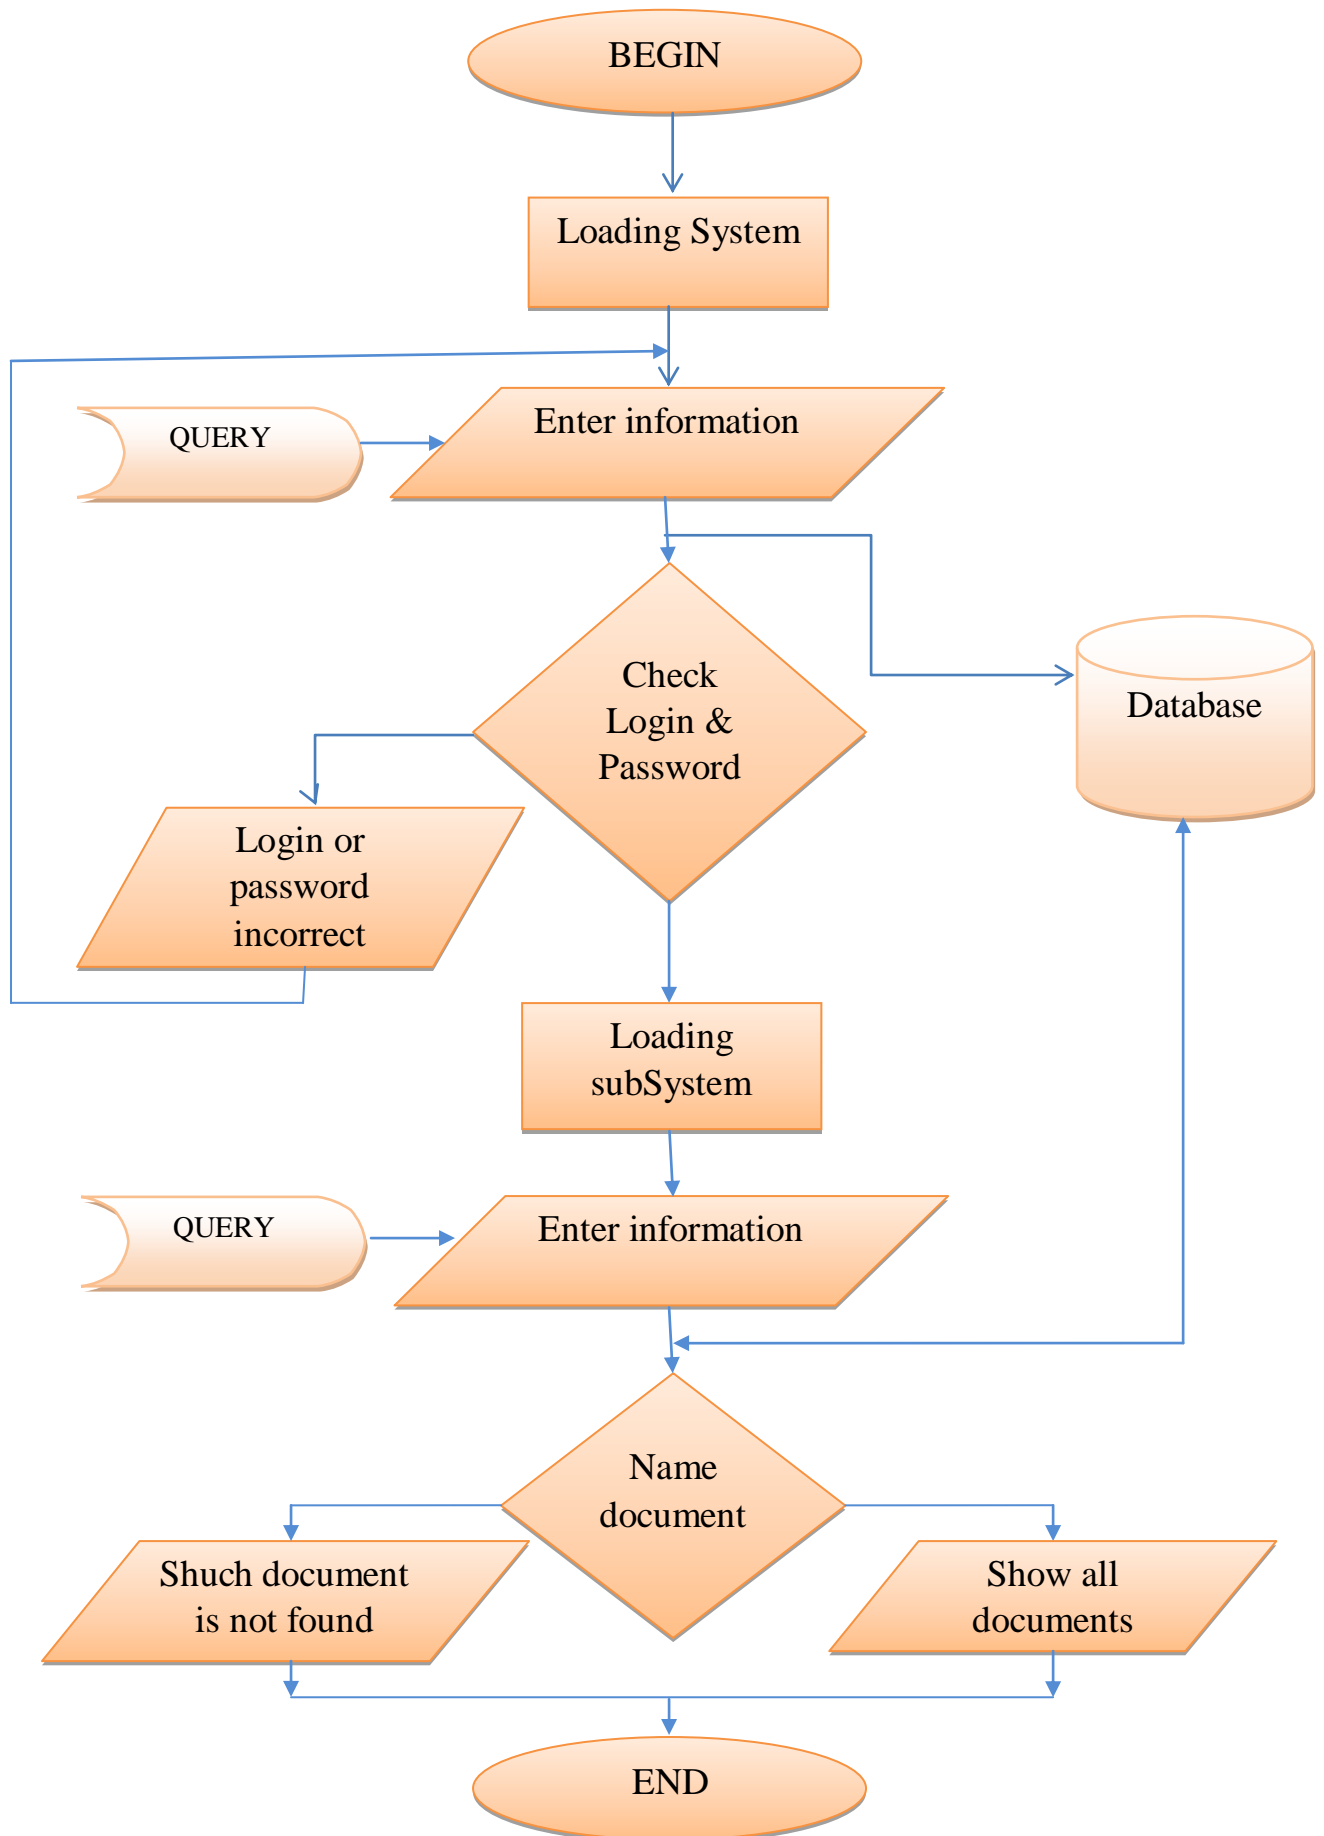 BEGIN
Loading System
QUERY
Enter information
Check
Login &
Password
Database
Login or
password
incorrect
Loading
subSystem
QUERY
Enter information
Name
document
Shuch document
is not found
Show all
documents
END